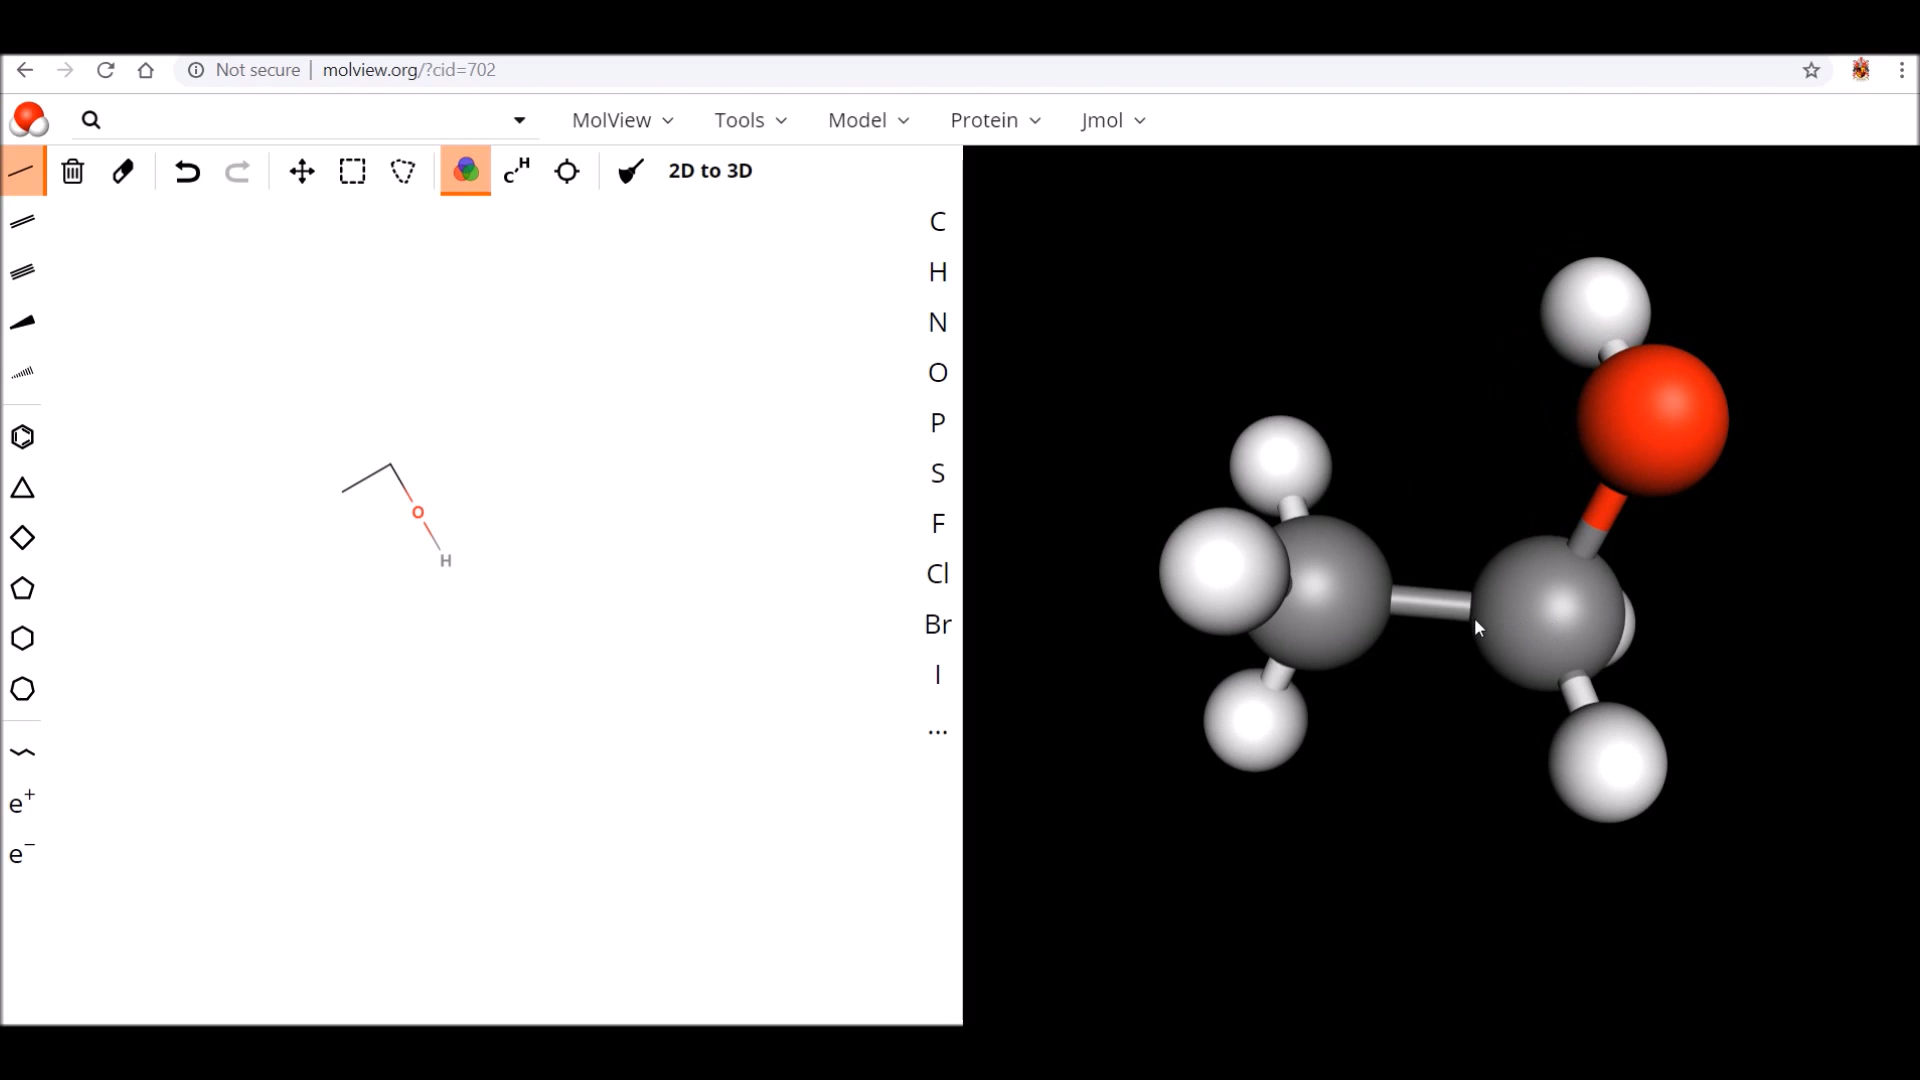 Not secure | molview.org/?cid=702
MolView Tools Model Protein Jmol
C H 2D to 3D
C
H
N
O
P
S
F
Cl
Br
I
...
O
H
e+
e−